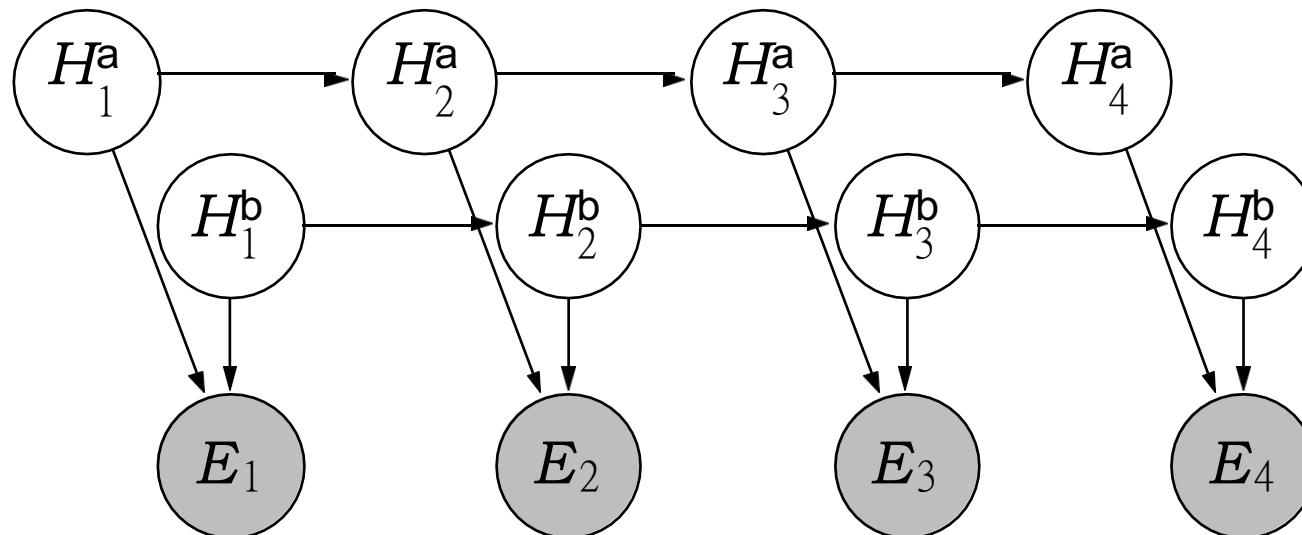 H₁ᵃ H₂ᵃ H₃ᵃ H₄ᵃ
H₁ᵇ H₂ᵇ H₃ᵇ H₄ᵇ
E₁ E₂ E₃ E₄